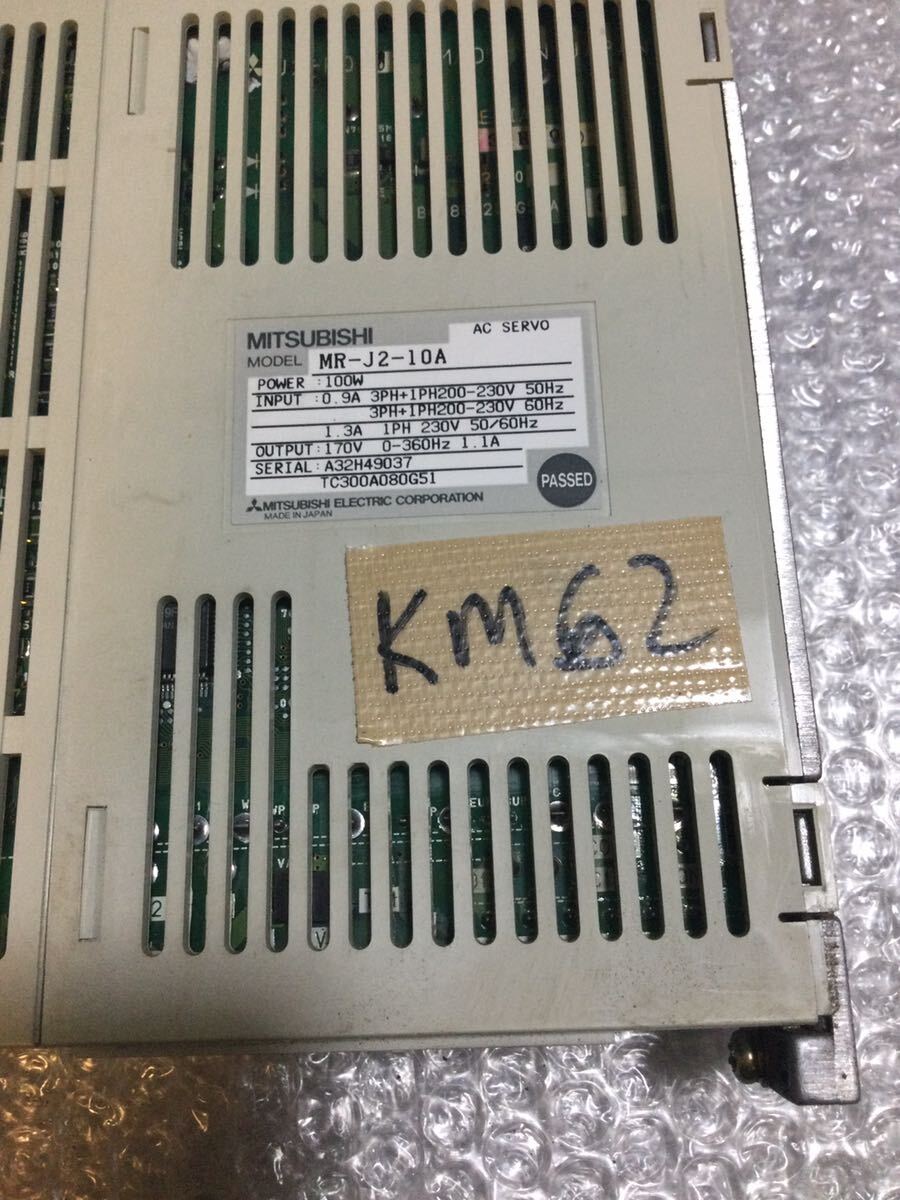 MITSUBISHI
AC SERVO
MODEL MR-J2-10A
POWER : 100W
INPUT : 0.9A 3PH+1PH200-230V 50Hz
3PH+1PH200-230V 60Hz
1.3A 1PH 230V 50/60Hz
OUTPUT : 170V 0-360Hz 1.1A
SERIAL : A32H49037
TC300A080G51
PASSED
MITSUBISHI ELECTRIC CORPORATION
MADE IN JAPAN
KM62